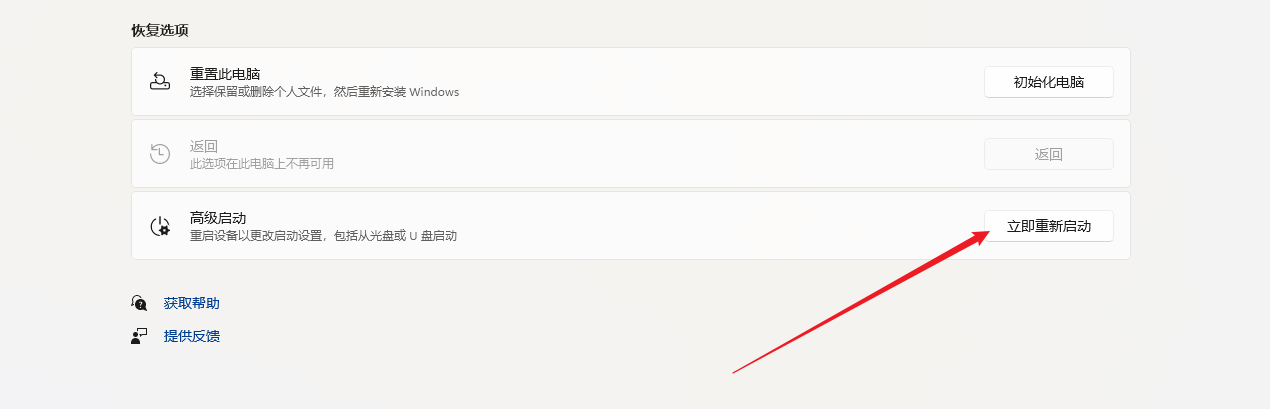 恢复选项
重置此电脑
选择保留或删除个人文件，然后重新安装 Windows
初始化电脑
返回
此选项在此电脑上不再可用
返回
高级启动
重启设备以更改启动设置，包括从光盘或 U 盘启动
立即重新启动
获取帮助
提供反馈